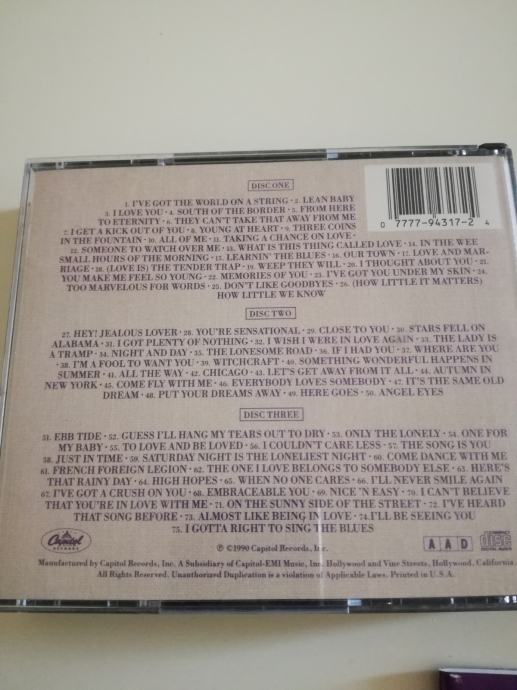 DISC ONE
1. I'VE GOT THE WORLD ON A STRING • 2. LEAN BABY
3. I LOVE YOU • 4. SOUTH OF THE BORDER • 5. FROM HERE
TO ETERNITY • 6. THEY CAN'T TAKE THAT AWAY FROM ME
7. I GET A KICK OUT OF YOU • 8. YOUNG AT HEART • 9. THREE COINS
IN THE FOUNTAIN • 10. ALL OF ME • 11. TAKING A CHANCE ON LOVE •
12. SOMEONE TO WATCH OVER ME • 13. WHAT IS THIS THING CALLED LOVE • 14. IN THE WEE
SMALL HOURS OF THE MORNING • 15. LEARNIN' THE BLUES • 16. OUR TOWN • 17. LOVE AND MAR-
RIAGE • 18. (LOVE IS) THE TENDER TRAP • 19. WEEP THEY WILL • 20. I THOUGHT ABOUT YOU • 21.
YOU MAKE ME FEEL SO YOUNG • 22. MEMORIES OF YOU • 23. I'VE GOT YOU UNDER MY SKIN • 24.
TOO MARVELOUS FOR WORDS • 25. DON'T LIKE GOODBYES • 26. (HOW LITTLE IT MATTERS)
HOW LITTLE WE KNOW
0 7777-94317-2 4
DISC TWO
27. HEY! JEALOUS LOVER • 28. YOU'RE SENSATIONAL • 29. CLOSE TO YOU • 30. STARS FELL ON
ALABAMA • 31. I GOT PLENTY OF NOTHING • 32. I WISH I WERE IN LOVE AGAIN • 33. THE LADY IS
A TRAMP • 34. NIGHT AND DAY • 35. THE LONESOME ROAD • 36. IF I HAD YOU • 37. WHERE ARE YOU
• 38. I'M A FOOL TO WANT YOU • 39. WITCHCRAFT • 40. SOMETHING WONDERFUL HAPPENS IN
SUMMER • 41. ALL THE WAY • 42. CHICAGO • 43. LET'S GET AWAY FROM IT ALL • 44. AUTUMN IN
NEW YORK • 45. COME FLY WITH ME • 46. EVERYBODY LOVES SOMEBODY • 47. IT'S THE SAME OLD
DREAM • 48. PUT YOUR DREAMS AWAY • 49. HERE GOES • 50. ANGEL EYES
DISC THREE
51. EBB TIDE • 52. GUESS I'LL HANG MY TEARS OUT TO DRY • 53. ONLY THE LONELY • 54. ONE FOR
MY BABY • 55. TO LOVE AND BE LOVED • 56. I COULDN'T CARE LESS • 57. THE SONG IS YOU
• 58. JUST IN TIME • 59. SATURDAY NIGHT IS THE LONELIEST NIGHT • 60. COME DANCE WITH ME
61. FRENCH FOREIGN LEGION • 62. THE ONE I LOVE BELONGS TO SOMEBODY ELSE • 63. HERE'S
THAT RAINY DAY • 64. HIGH HOPES • 65. WHEN NO ONE CARES • 66. I'LL NEVER SMILE AGAIN
67. I'VE GOT A CRUSH ON YOU • 68. EMBRACEABLE YOU • 69. NICE 'N EASY • 70. I CAN'T BELIEVE
THAT YOU'RE IN LOVE WITH ME • 71. ON THE SUNNY SIDE OF THE STREET • 72. I'VE HEARD
THAT SONG BEFORE • 73. ALMOST LIKE BEING IN LOVE • 74. I'LL BE SEEING YOU
75. I GOTTA RIGHT TO SING THE BLUES
Capitol
RECORDS
℗©1990 Capitol Records, Inc.
A A D
COMPACT
disc
DIGITAL AUDIO
Manufactured by Capitol Records, Inc. A Subsidiary of Capitol-EMI Music, Inc. Hollywood and Vine Streets, Hollywood, California.
All Rights Reserved. Unauthorized Duplication is a violation of Applicable Laws. Printed in U.S.A.